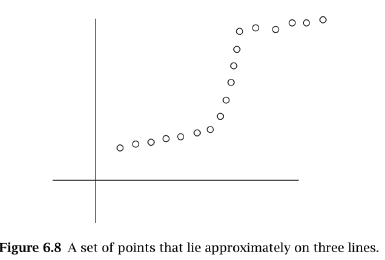 Figure 6.8 A set of points that lie approximately on three lines.